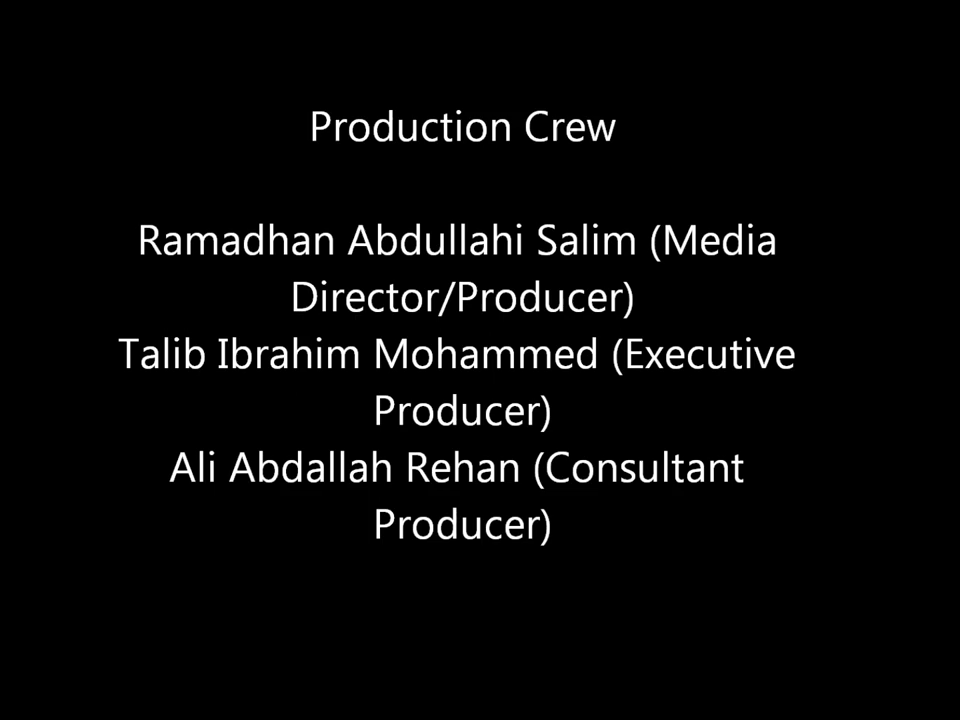 Production Crew
Ramadhan Abdullahi Salim (Media
Director/Producer)
Talib Ibrahim Mohammed (Executive
Producer)
Ali Abdallah Rehan (Consultant
Producer)